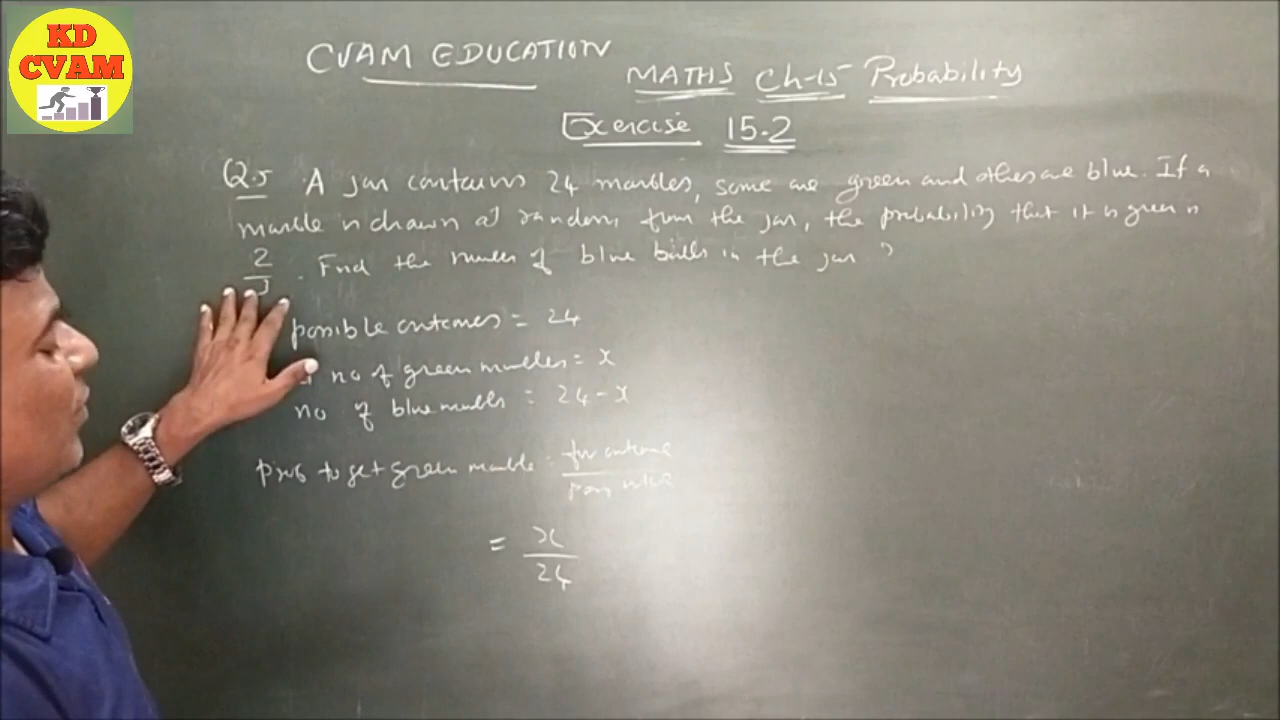 KD
CVAM
CVAM EDUCATION
MATHS Ch-15 Probability
Exercise 15.2
Q.5 A jar contains 24 marbles, some are green and others are blue. If a
marble is drawn at random from the jar, the probability that it is green is
2/3. Find the number of blue balls in the jar ?
possible outcomes = 24
no of green marbles = x
no of blue marbles = 24 - x
prob to get green marble = fav outcome
= x/24